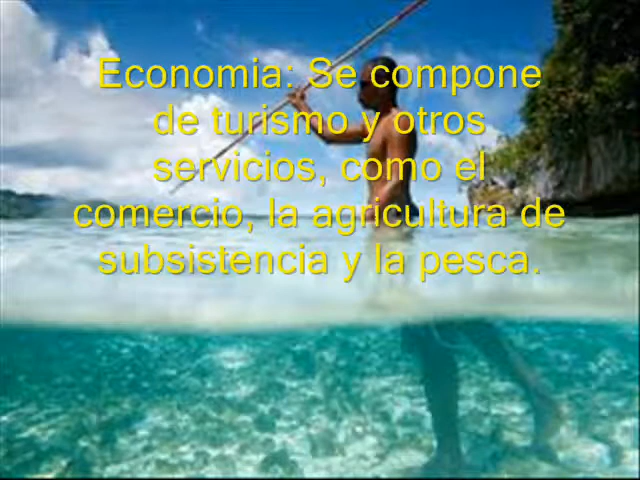 Economia: Se compone
de turismo y otros
servicios, como el
comercio, la agricultura de
subsistencia y la pesca.